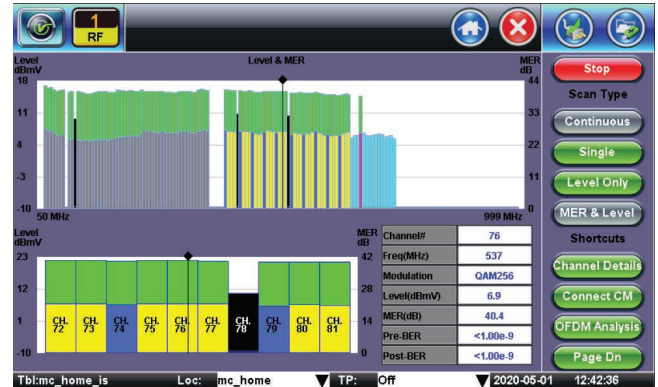 1
RF
Level
dBmV
Level & MER
MER
dB
18
11
4
-3
-10
44
33
22
11
0
50 MHz
999 MHz
Level
dBmV
MER
dB
23
12
1
-10
42
28
14
0
CH. 72
CH. 73
CH. 74
CH. 75
CH. 76
CH. 77
CH. 78
CH. 79
CH. 80
CH. 81
Channel# 76
Freq(MHz) 537
Modulation QAM256
Level(dBmV) 6.9
MER(dB) 40.4
Pre-BER <1.00e-9
Post-BER <1.00e-9
Stop
Scan Type
Continuous
Single
Level Only
MER & Level
Shortcuts
Channel Details
Connect CM
OFDM Analysis
Page Dn
Tbl:mc_home_is Loc: mc_home TP: Off 2020-05-01 12:42:36